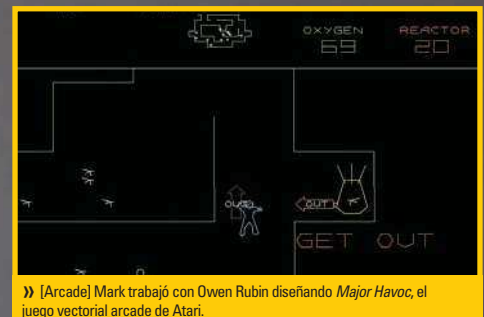 OXYGEN REACTOR
69 20
OUT OUT
GET OUT
» [Arcade] Mark trabajó con Owen Rubin diseñando Major Havoc, el
juego vectorial arcade de Atari.